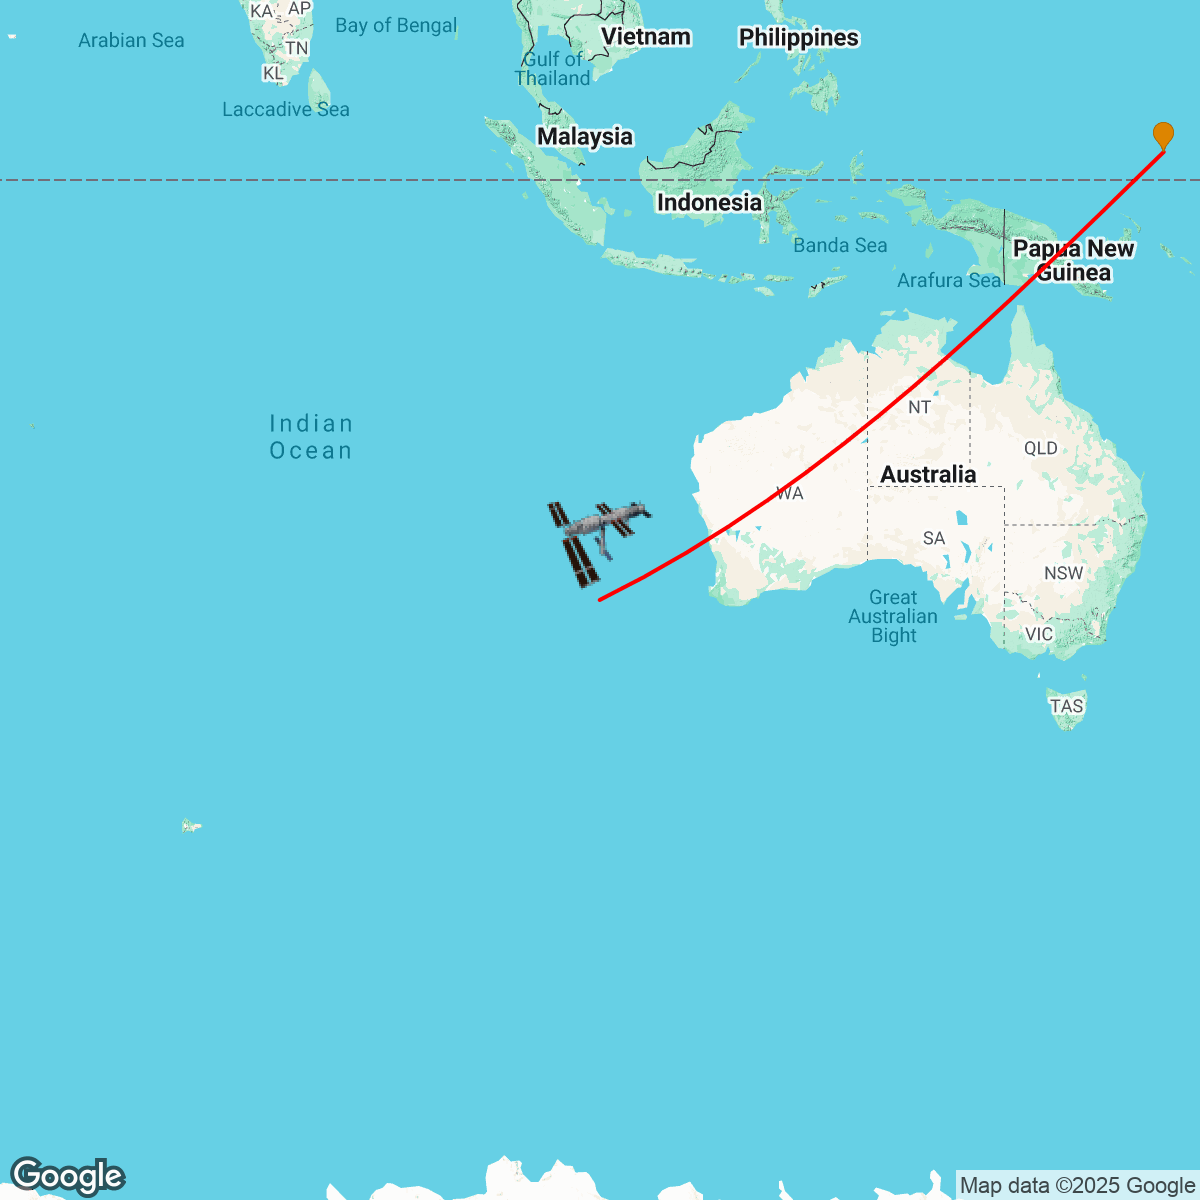 KA
AP
Arabian Sea
Bay of Bengal
TN
KL
Laccadive Sea
Vietnam
Philippines
Gulf of
Thailand
Malaysia
Indonesia
Banda Sea
Papua New
Guinea
Arafura Sea
Indian
Ocean
NT
QLD
Australia
WA
SA
NSW
Great
Australian
Bight
VIC
TAS
Google
Map data ©2025 Google